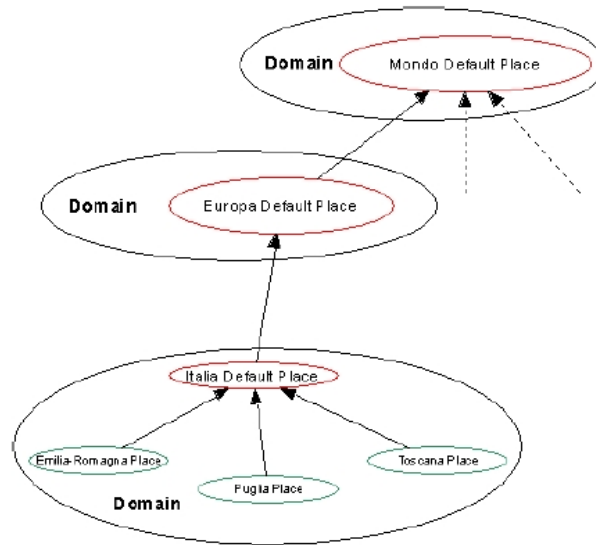 Domain
Mondo Default Place
Domain
Europa Default Place
Italia Default Place
Emilia-Romagna Place
Toscana Place
Puglia Place
Domain